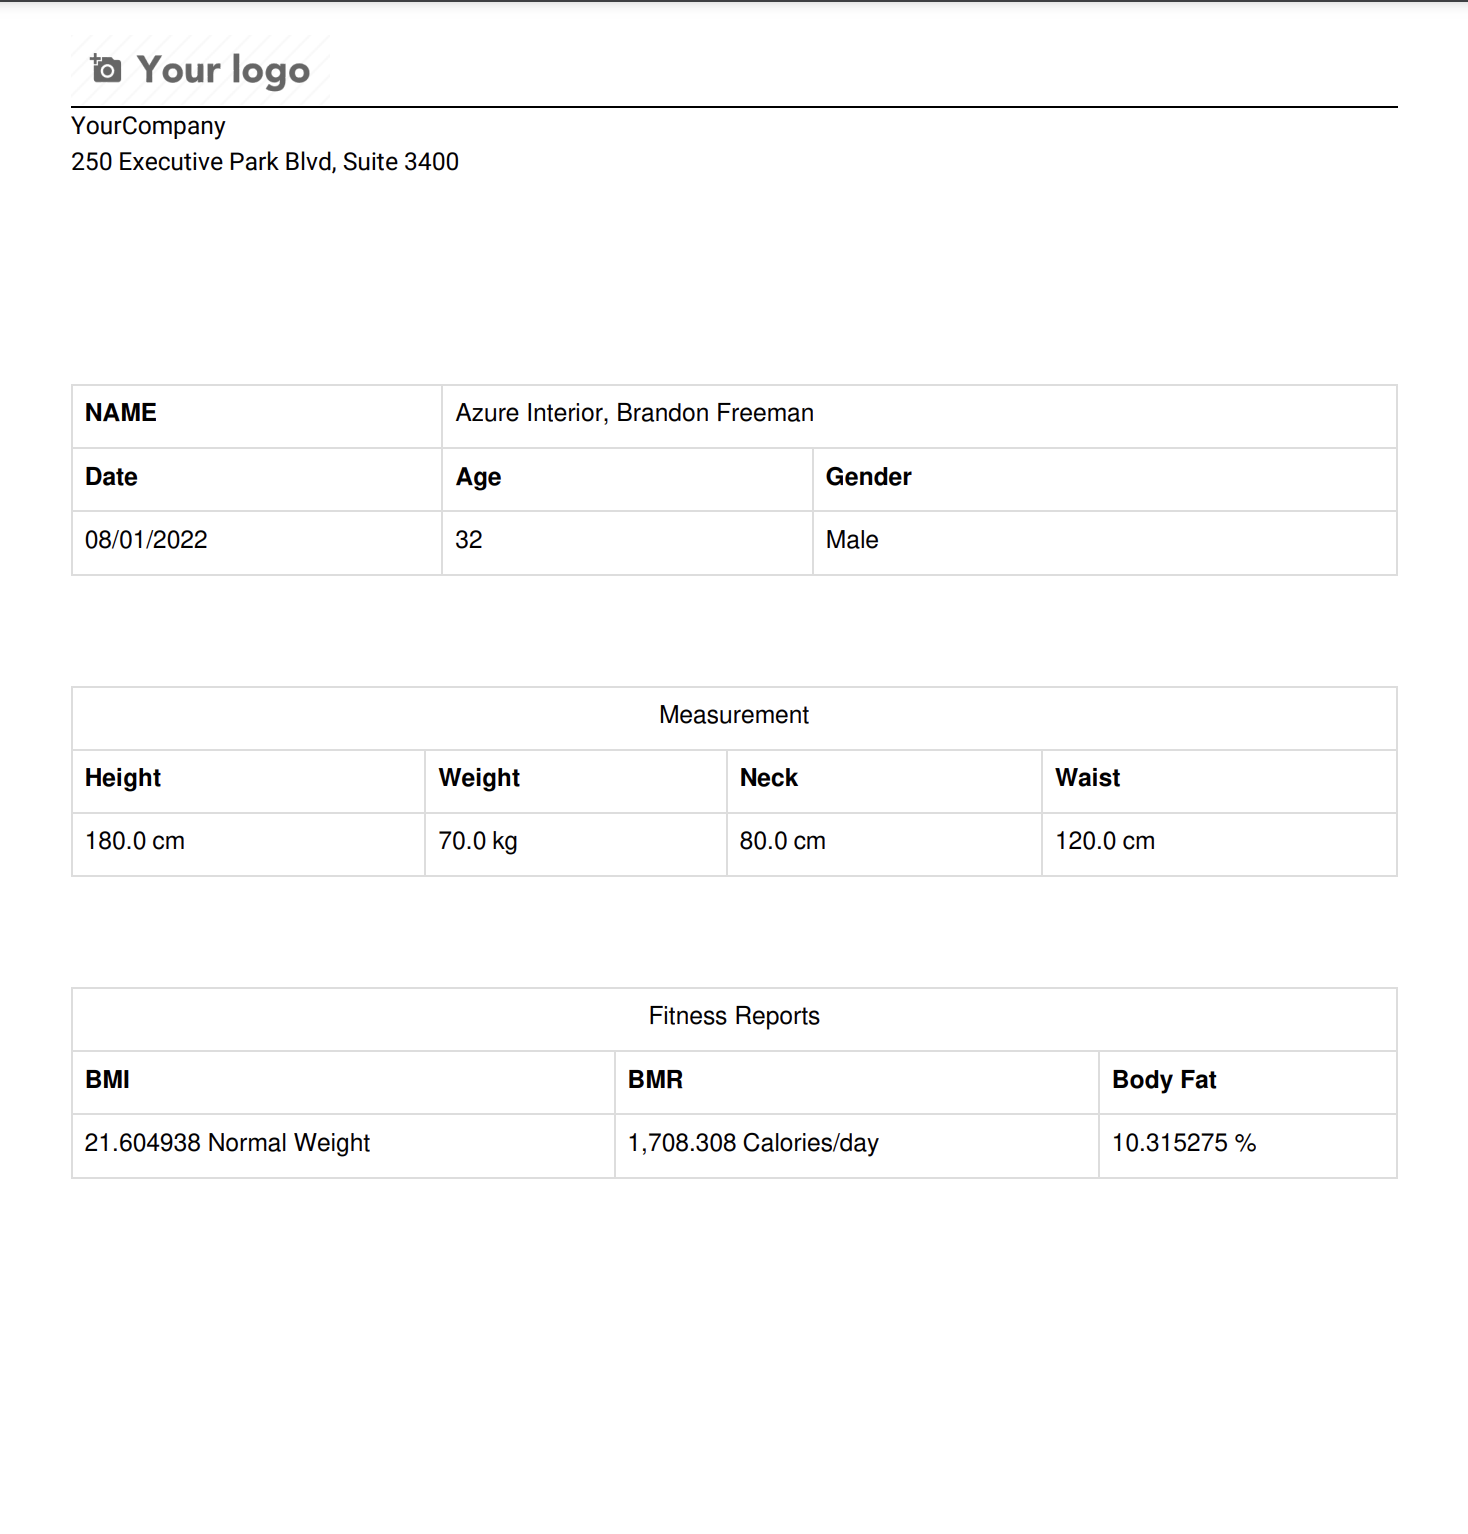 Your logo
YourCompany
250 Executive Park Blvd, Suite 3400
NAME Azure Interior, Brandon Freeman
Date Age Gender
08/01/2022 32 Male
Measurement
Height Weight Neck Waist
180.0 cm 70.0 kg 80.0 cm 120.0 cm
Fitness Reports
BMI BMR Body Fat
21.604938 Normal Weight 1,708.308 Calories/day 10.315275 %